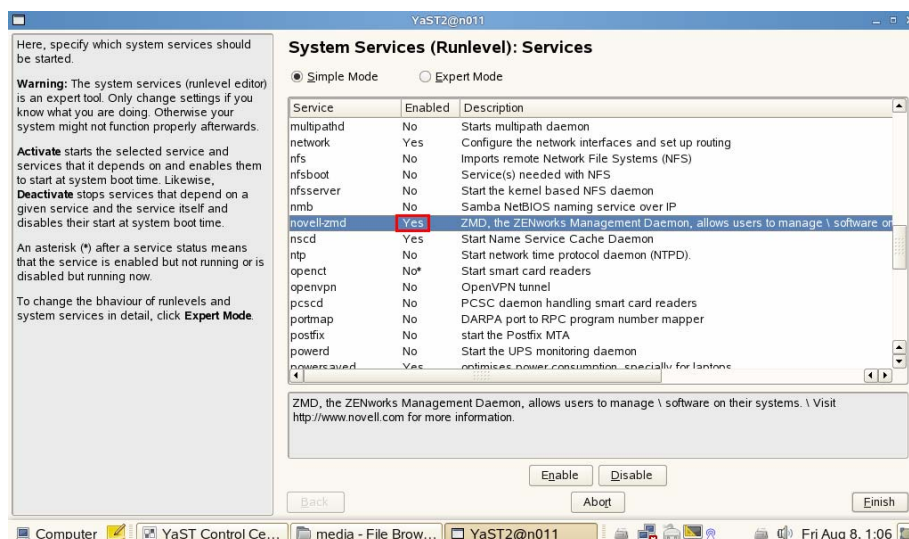 YaST2@n011
Here, specify which system services should
be started.
Warning: The system services (runlevel editor)
is an expert tool. Only change settings if you
know what you are doing. Otherwise your
system might not function properly afterwards.
Activate starts the selected service and
services that it depends on and enables them
to start at system boot time. Likewise,
Deactivate stops services that depend on a
given service and the service itself and
disables their start at system boot time.
An asterisk (*) after a service status means
that the service is enabled but not running or is
disabled but running now.
To change the bhaviour of runlevels and
system services in detail, click Expert Mode.
System Services (Runlevel): Services
Simple Mode Expert Mode
Service Enabled Description
multipathd No Starts multipath daemon
network Yes Configure the network interfaces and set up routing
nfs No Imports remote Network File Systems (NFS)
nfsboot No Service(s) needed with NFS
nfsserver No Start the kernel based NFS daemon
nmb No Samba NetBIOS naming service over IP
novell-zmd Yes ZMD, the ZENworks Management Daemon, allows users to manage \ software on
nscd Yes Start Name Service Cache Daemon
ntp No Start network time protocol daemon (NTPD).
openct No* Start smart card readers
openvpn No OpenVPN tunnel
pcscd No PCSC daemon handling smart card readers
portmap No DARPA port to RPC program number mapper
postfix No start the Postfix MTA
powerd No Start the UPS monitoring daemon
powersaved Yes optimises power consumption, specially for laptops
ZMD, the ZENworks Management Daemon, allows users to manage \ software on their systems. \ Visit
http://www.novell.com for more information.
Enable Disable
Back Abort Finish
Computer YaST Control Ce... media - File Brow... YaST2@n011 Fri Aug 8, 1:06